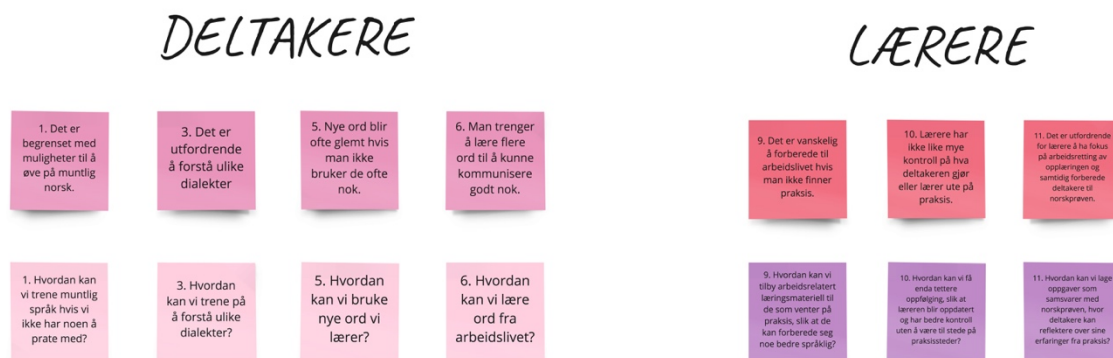 DELTAKERE
LÆRERE
1. Det er
begrenset med
muligheter til å
øve på muntlig
norsk.
3. Det er
utfordrende
å forstå ulike
dialekter
5. Nye ord blir
ofte glemt hvis
man ikke
bruker de ofte
nok.
6. Man trenger
å lære flere
ord til å kunne
kommunisere
godt nok.
9. Det er vanskelig
å forberede til
arbeidslivet hvis
man ikke finner
praksis.
10. Lærere har
ikke like mye
kontroll på hva
deltakeren gjør
eller lærer ute på
praksis.
11. Det er utfordrende
for lærere å ha fokus
på arbeidsretting av
opplæringen og
samtidig forberede
deltakere til
norskprøven.
1. Hvordan kan
vi trene muntlig
språk hvis vi
ikke har noen å
prate med?
3. Hvordan
kan vi trene på
å forstå ulike
dialekter?
5. Hvordan
kan vi bruke
nye ord vi
lærer?
6. Hvordan
kan vi lære
ord fra
arbeidslivet?
9. Hvordan kan vi
tilby arbeidsrelatert
læringsmateriell til
de som venter på
praksis, slik at de
kan forberede seg
noe bedre språklig?
10. Hvordan kan vi få
enda tettere
oppfølging, slik at
læreren blir oppdatert
og har bedre kontroll
uten å være til stede på
praksissteder?
11. Hvordan kan vi lage
oppgaver som
samsvarer med
norskprøven, hvor
deltakere kan
reflektere over sine
erfaringer fra praksis?